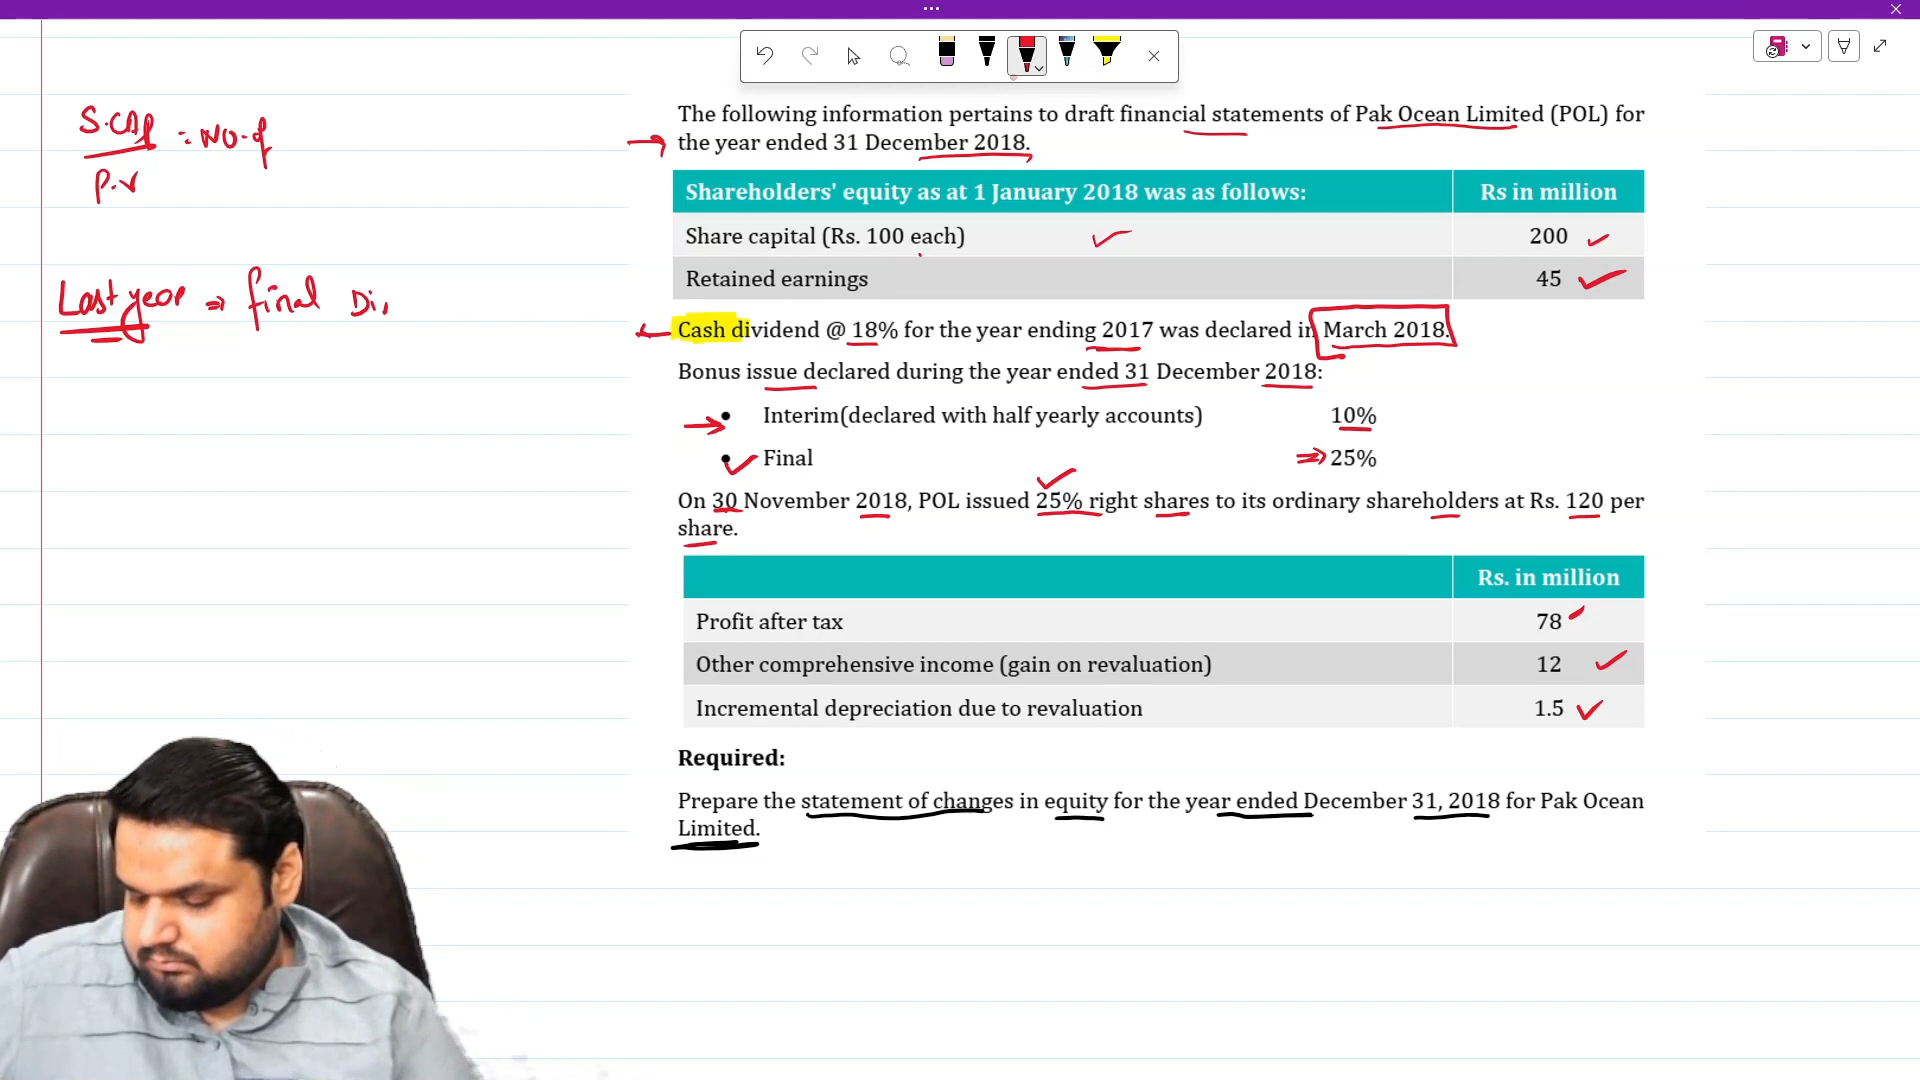 S.CAP = NO. of
P.V
Last year ⇒ final Di
The following information pertains to draft financial statements of Pak Ocean Limited (POL) for
the year ended 31 December 2018.
Shareholders' equity as at 1 January 2018 was as follows: Rs in million
Share capital (Rs. 100 each) 200
Retained earnings 45
Cash dividend @ 18% for the year ending 2017 was declared in March 2018.
Bonus issue declared during the year ended 31 December 2018:
• Interim(declared with half yearly accounts) 10%
• Final 25%
On 30 November 2018, POL issued 25% right shares to its ordinary shareholders at Rs. 120 per
share.
Rs. in million
Profit after tax 78
Other comprehensive income (gain on revaluation) 12
Incremental depreciation due to revaluation 1.5
Required:
Prepare the statement of changes in equity for the year ended December 31, 2018 for Pak Ocean
Limited.